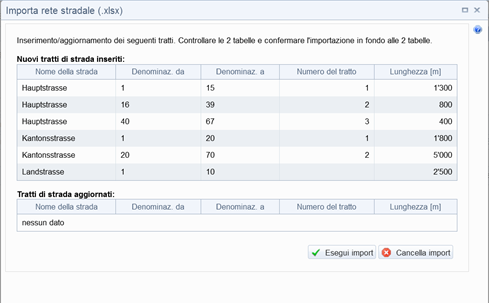 Importa rete stradale (.xlsx)
Inserimento/aggiornamento dei seguenti tratti. Controllare le 2 tabelle e confermare l'importazione in fondo alle 2 tabelle.
Nuovi tratti di strada inseriti:
Nome della strada Denominaz. da Denominaz. a Numero del tratto Lunghezza [m]
Hauptstrasse 1 15 1 1'300
Hauptstrasse 16 39 2 800
Hauptstrasse 40 67 3 400
Kantonsstrasse 1 20 1 1'800
Kantonsstrasse 20 70 2 5'000
Landstrasse 1 10 2'500
Tratti di strada aggiornati:
Nome della strada Denominaz. da Denominaz. a Numero del tratto Lunghezza [m]
nessun dato
Esegui import Cancella import